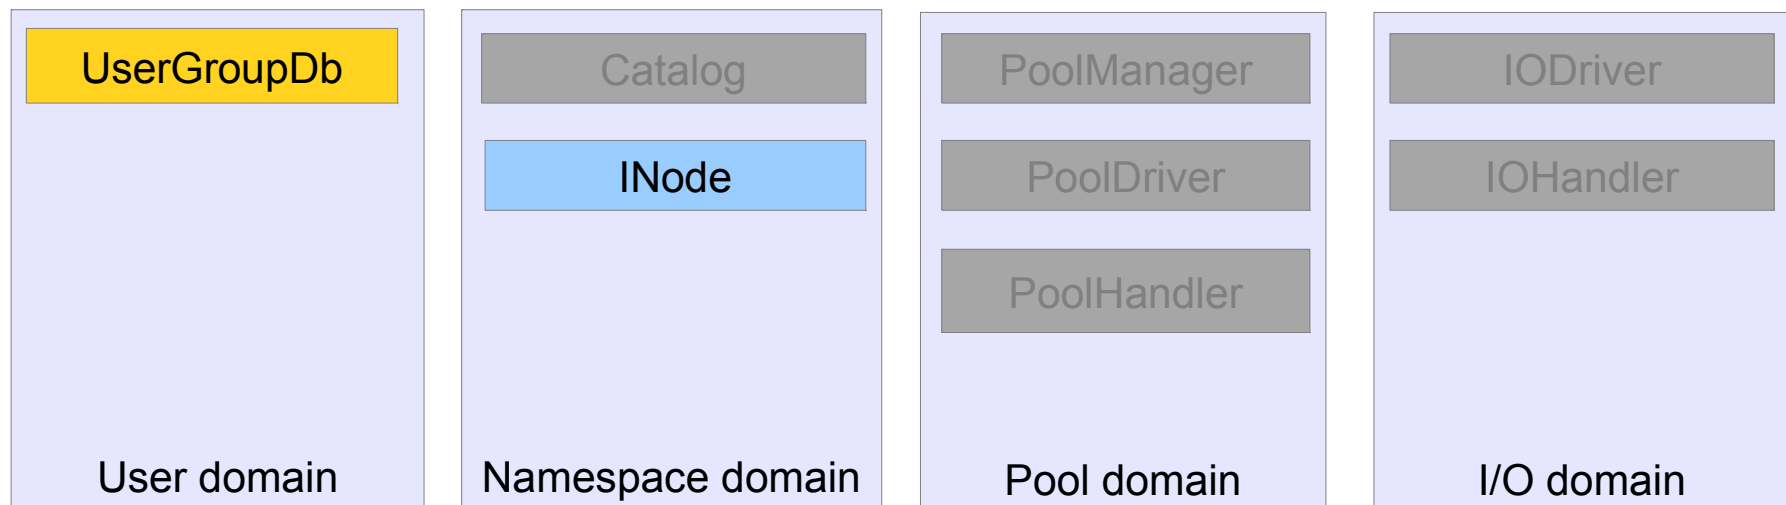 UserGroupDb
User domain
Catalog
INode
Namespace domain
PoolManager
PoolDriver
PoolHandler
Pool domain
IODriver
IOHandler
I/O domain